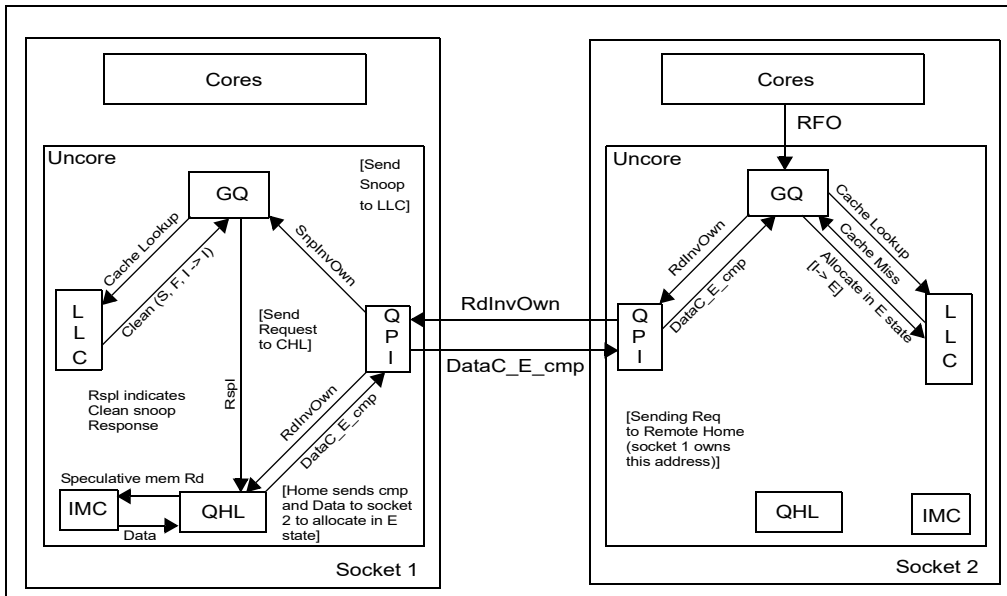 Cores
Uncore
[Send
Snoop
to LLC]
GQ
Cache Lookup
Clean (S, F, I -> I)
SnpInvOwn
L
L
C
[Send
Request
to CHL]
Q
P
I
RspI
RspI indicates
Clean snoop
Response
RdInvOwn
DataC_E_cmp
Speculative mem Rd
IMC
Data
QHL
[Home sends cmp
and Data to socket
2 to allocate in E
state]
Socket 1
RdInvOwn
DataC_E_cmp
Cores
RFO
Uncore
GQ
Cache Lookup
Cache Miss
Allocate in E state
[I-> E]
RdInvOwn
DataC_E_cmp
Q
P
I
L
L
C
[Sending Req
to Remote Home
(socket 1 owns
this address)]
QHL
IMC
Socket 2